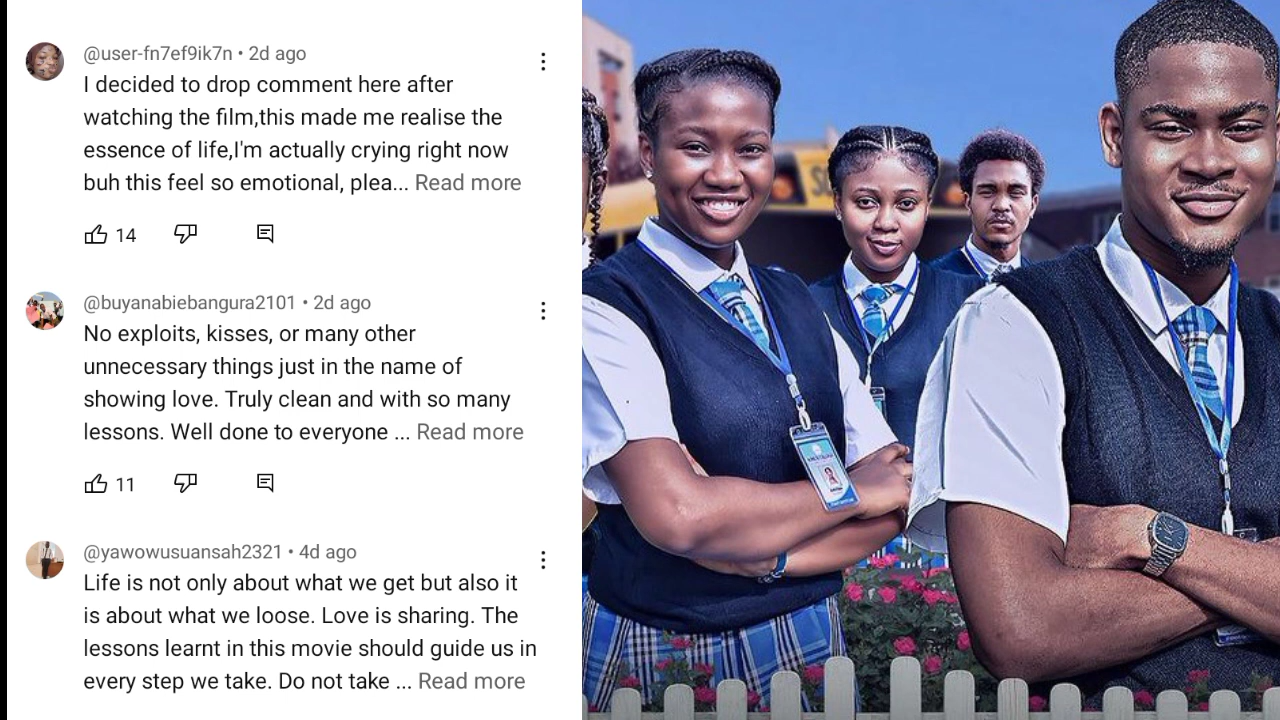 @user-fn7ef9ik7n • 2d ago
I decided to drop comment here after
watching the film,this made me realise the
essence of life,I'm actually crying right now
buh this feel so emotional, plea... Read more
14
@buyanabiebangura2101 • 2d ago
No exploits, kisses, or many other
unnecessary things just in the name of
showing love. Truly clean and with so many
lessons. Well done to everyone ... Read more
11
@yawowusuansah2321 • 4d ago
Life is not only about what we get but also it
is about what we loose. Love is sharing. The
lessons learnt in this movie should guide us in
every step we take. Do not take ... Read more